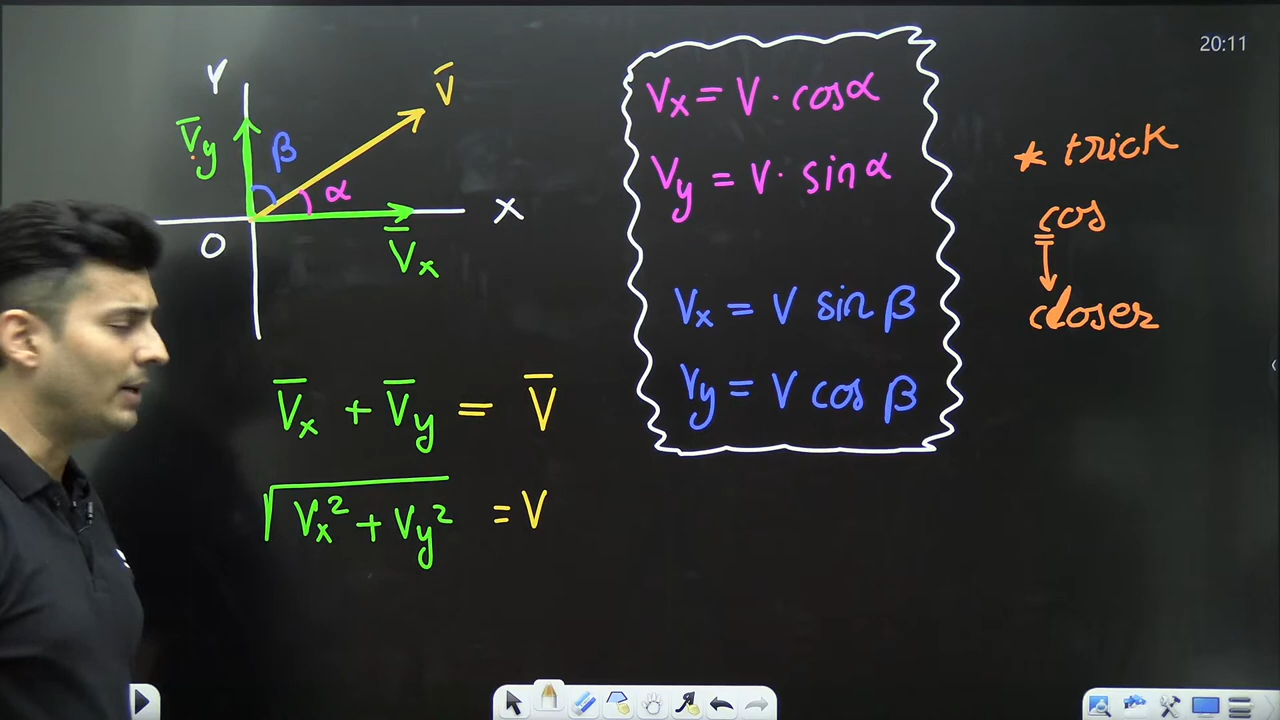 20:11
Y
V̅
V̅y
β
α
X
O
V̅x
V̅x + V̅y = V̅
√(Vx² + Vy²) = V
Vx = V · cosα
Vy = V · sinα
Vx = V sin β
Vy = V cos β
* trick
cos
↓
closer